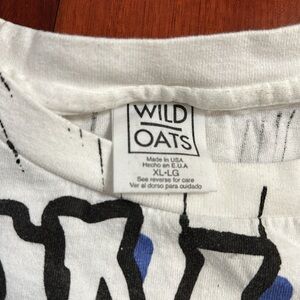 WILD
OATS
Made in USA
Hecho en E.U.A
XL-LG
See reverse for care
Ver al dorso para cuidado